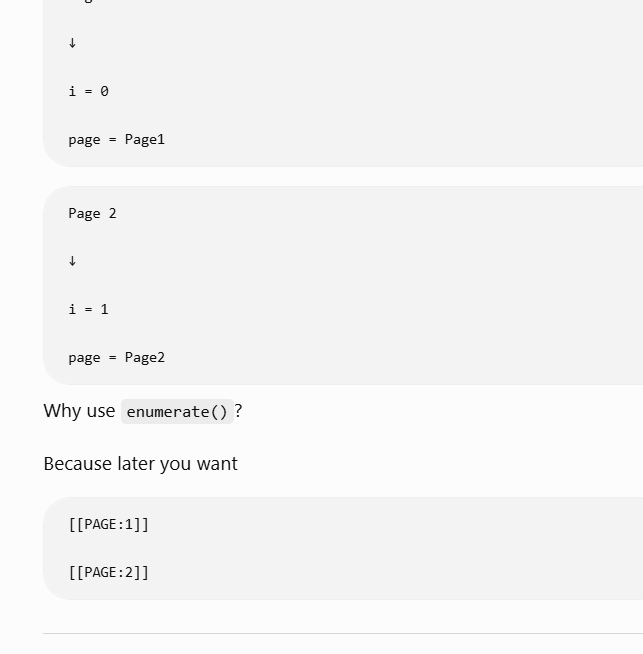 ↓
i = 0
page = Page1
Page 2
↓
i = 1
page = Page2
Why use enumerate()?
Because later you want
[[PAGE:1]]
[[PAGE:2]]